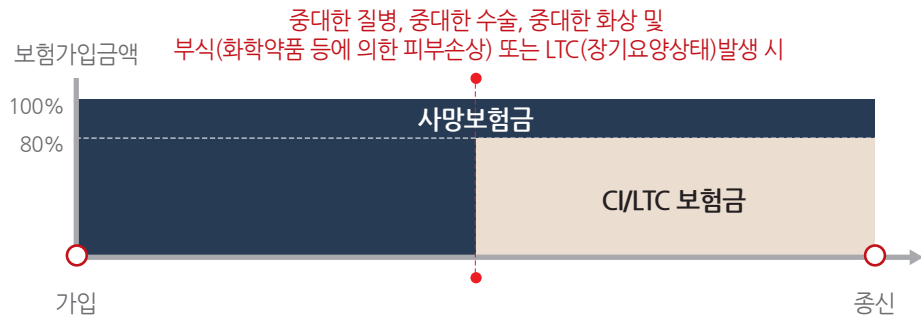 중대한 질병, 중대한 수술, 중대한 화상 및
부식(화학약품 등에 의한 피부손상) 또는 LTC(장기요양상태)발생 시
보험가입금액
100%
사망보험금
80%
CI/LTC 보험금
가입
종신